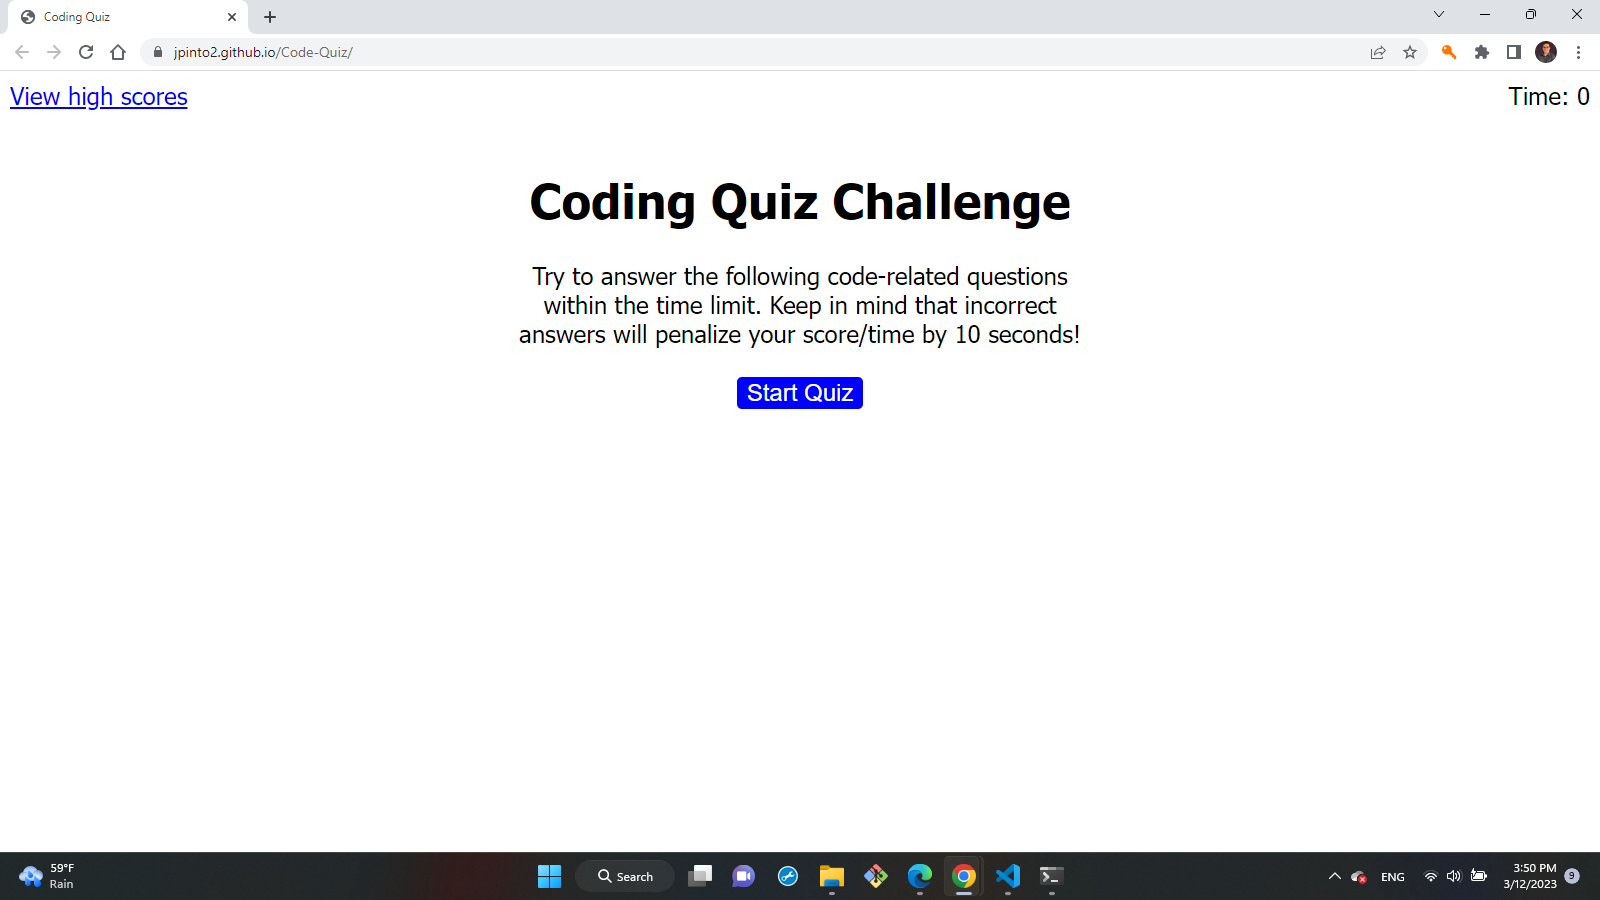 Coding Quiz
jpinto2.github.io/Code-Quiz/
View high scores
Time: 0
Coding Quiz Challenge
Try to answer the following code-related questions
within the time limit. Keep in mind that incorrect
answers will penalize your score/time by 10 seconds!
Start Quiz
59°F
Rain
Search
ENG
3:50 PM
3/12/2023
9